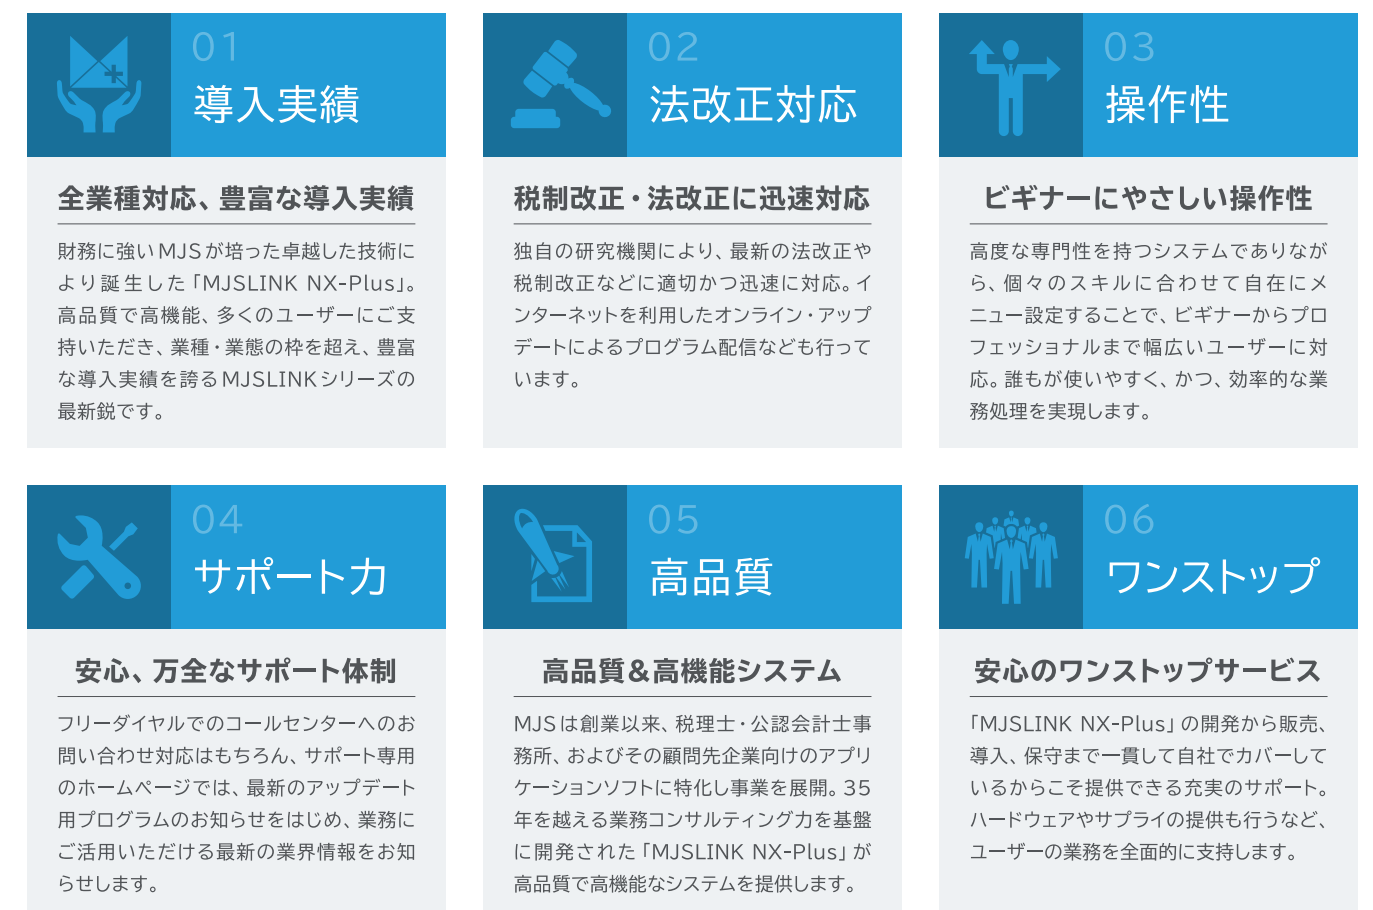 01
導入実績
全業種対応、豊富な導入実績
財務に強いMJSが培った卓越した技術に
より誕生した「MJSLINK NX-Plus」。
高品質で高機能、多くのユーザーにご支
持いただき、業種・業態の枠を超え、豊富
な導入実績を誇るMJSLINKシリーズの
最新鋭です。
02
法改正対応
税制改正・法改正に迅速対応
独自の研究機関により、最新の法改正や
税制改正などに適切かつ迅速に対応。イ
ンターネットを利用したオンライン・アップ
デートによるプログラム配信なども行って
います。
03
操作性
ビギナーにやさしい操作性
高度な専門性を持つシステムでありなが
ら、個々のスキルに合わせて自在にメ
ニュー設定することで、ビギナーからプロ
フェッショナルまで幅広いユーザーに対
応。誰もが使いやすく、かつ、効率的な業
務処理を実現します。
04
サポート力
安心、万全なサポート体制
フリーダイヤルでのコールセンターへのお
問い合わせ対応はもちろん、サポート専用
のホームページでは、最新のアップデート
用プログラムのお知らせをはじめ、業務に
ご活用いただける最新の業界情報をお知
らせします。
05
高品質
高品質＆高機能システム
MJSは創業以来、税理士・公認会計士事
務所、およびその顧問先企業向けのアプリ
ケーションソフトに特化し事業を展開。35
年を越える業務コンサルティング力を基盤
に開発された「MJSLINK NX-Plus」が
高品質で高機能なシステムを提供します。
06
ワンストップ
安心のワンストップサービス
「MJSLINK NX-Plus」の開発から販売、
導入、保守まで一貫して自社でカバーして
いるからこそ提供できる充実のサポート。
ハードウェアやサプライの提供も行うなど、
ユーザーの業務を全面的に支持します。